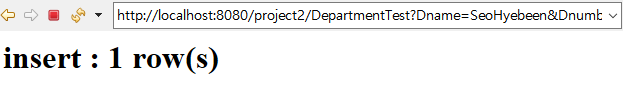 http://localhost:8080/project2/DepartmentTest?Dname=SeoHyebeen&Dnumb
insert : 1 row(s)